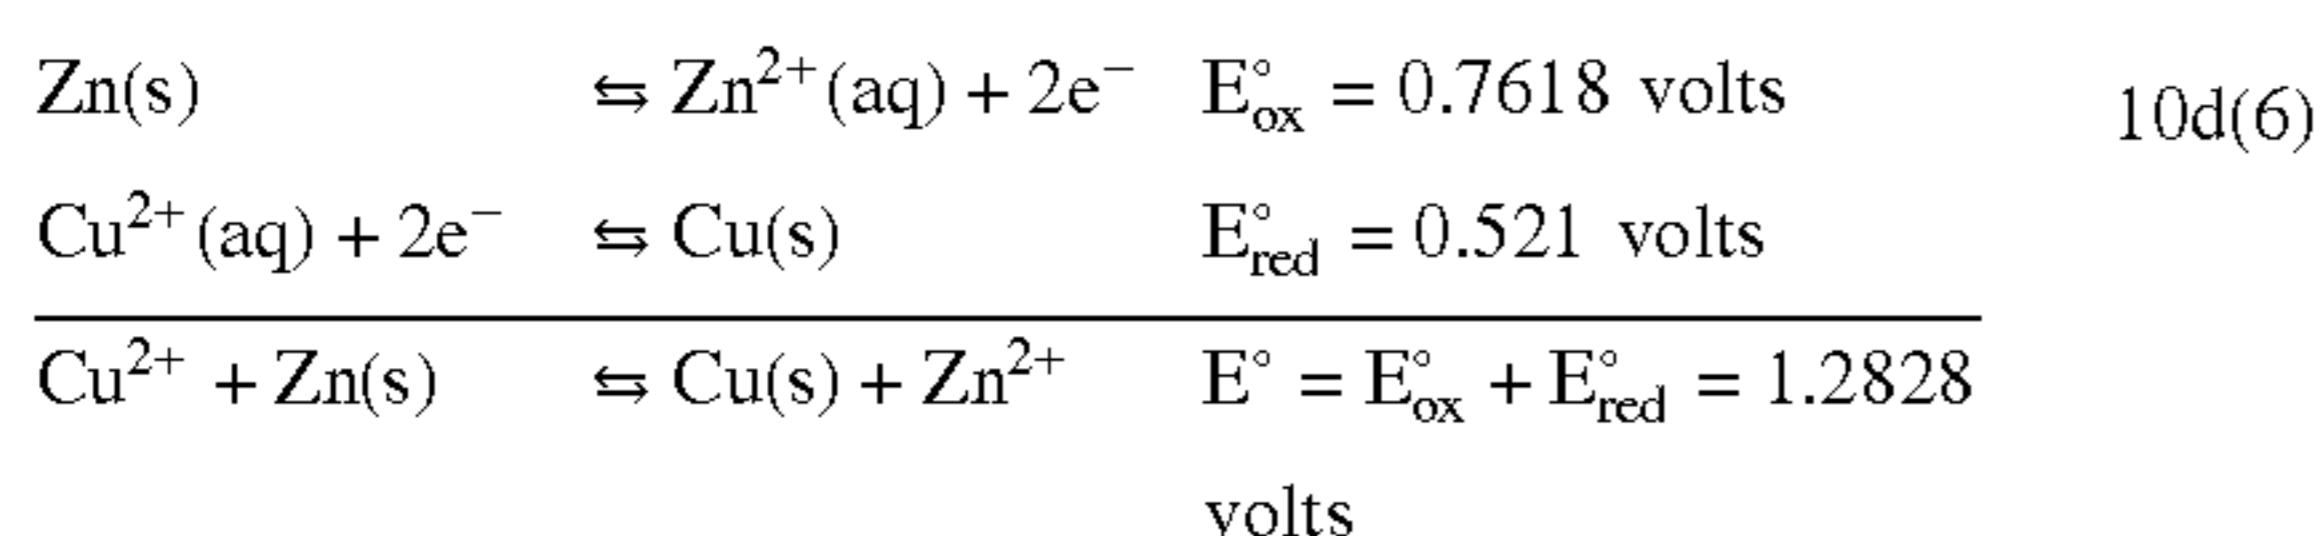 Zn(s) ⇆ Zn²⁺(aq) + 2e⁻ E°ox = 0.7618 volts 10d(6)
Cu²⁺(aq) + 2e⁻ ⇆ Cu(s) E°red = 0.521 volts
Cu²⁺ + Zn(s) ⇆ Cu(s) + Zn²⁺ E° = E°ox + E°red = 1.2828
volts